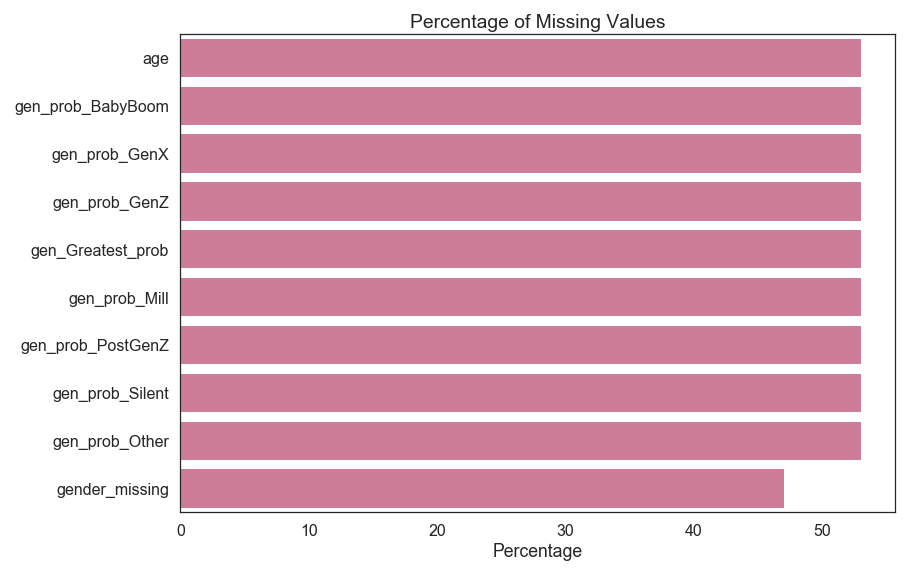 Percentage of Missing Values
age
gen_prob_BabyBoom
gen_prob_GenX
gen_prob_GenZ
gen_Greatest_prob
gen_prob_Mill
gen_prob_PostGenZ
gen_prob_Silent
gen_prob_Other
gender_missing
0 10 20 30 40 50
Percentage